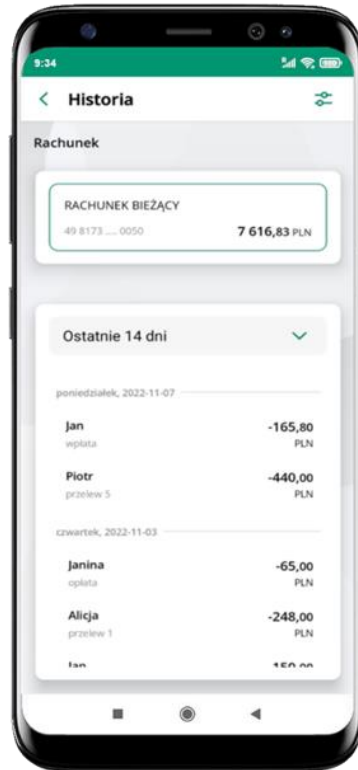 9:34
Historia
Rachunek
RACHUNEK BIEŻĄCY
49 8173 .... 0050 7 616,83 PLN
Ostatnie 14 dni
poniedziałek, 2022-11-07
Jan -165,80
wpłata PLN
Piotr -440,00
przelew 5 PLN
czwartek, 2022-11-03
Janina -65,00
opłata PLN
Alicja -248,00
przelew 1 PLN
Jan